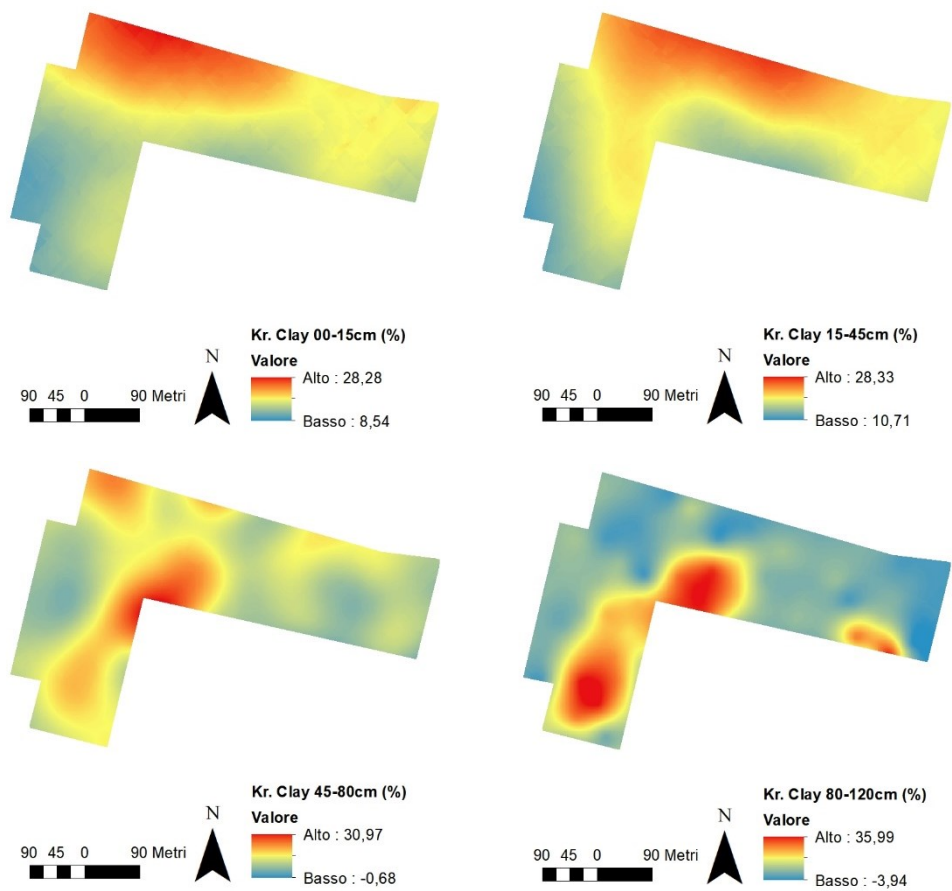 Kr. Clay 00-15cm (%)
Valore
Alto : 28,28
Basso : 8,54
N
90 45 0 90 Metri
Kr. Clay 15-45cm (%)
Valore
Alto : 28,33
Basso : 10,71
N
90 45 0 90 Metri
Kr. Clay 45-80cm (%)
Valore
Alto : 30,97
Basso : -0,68
N
90 45 0 90 Metri
Kr. Clay 80-120cm (%)
Valore
Alto : 35,99
Basso : -3,94
N
90 45 0 90 Metri